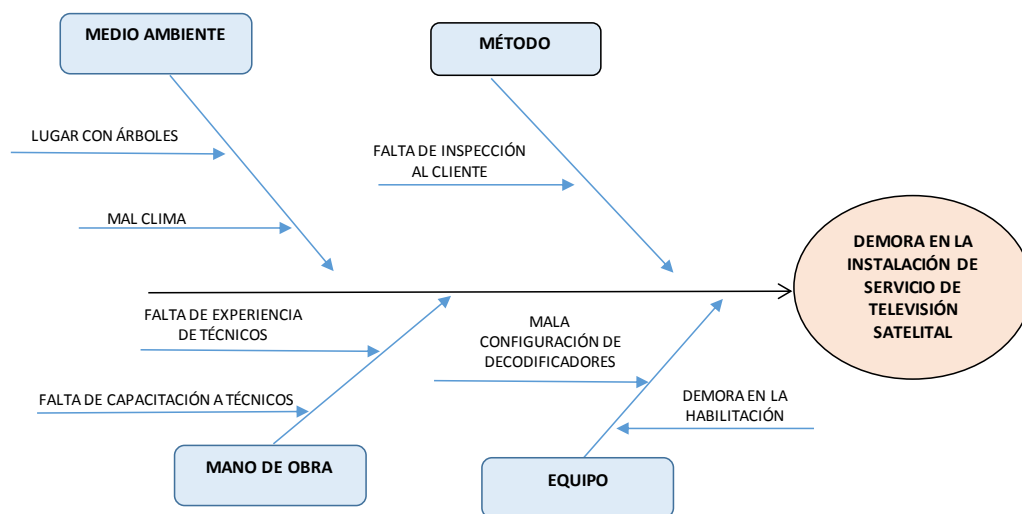 MEDIO AMBIENTE
MÉTODO
LUGAR CON ÁRBOLES
FALTA DE INSPECCIÓN
AL CLIENTE
MAL CLIMA
DEMORA EN LA
INSTALACIÓN DE
SERVICIO DE
TELEVISIÓN
SATELITAL
FALTA DE EXPERIENCIA
DE TÉCNICOS
MALA
CONFIGURACIÓN DE
DECODIFICADORES
FALTA DE CAPACITACIÓN A TÉCNICOS
DEMORA EN LA
HABILITACIÓN
MANO DE OBRA
EQUIPO